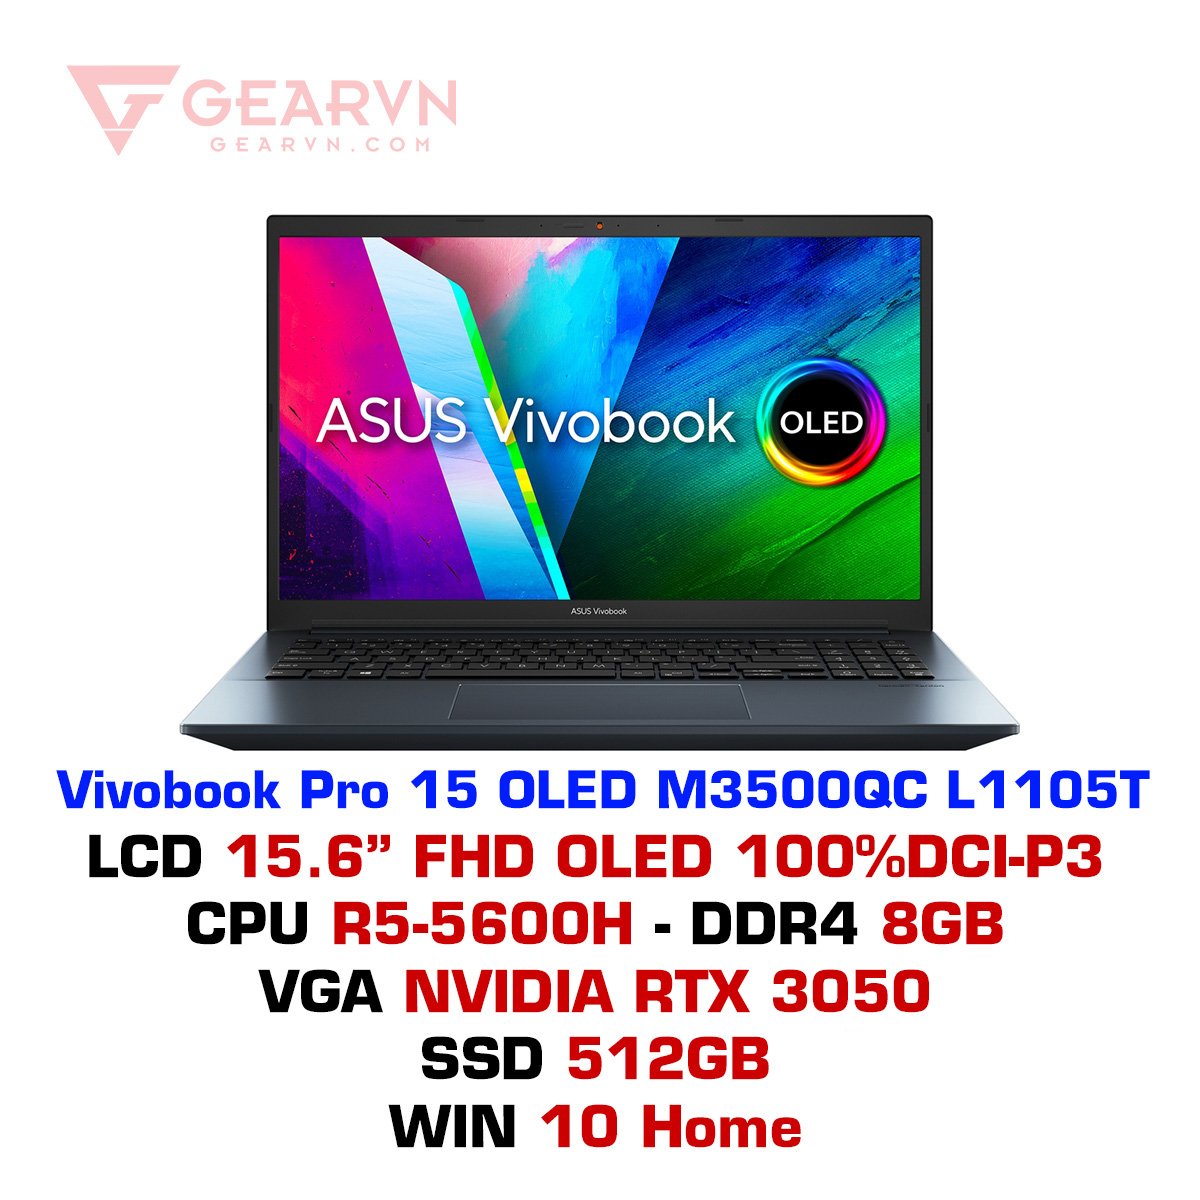 GEARVN
GEARVN.COM
ASUS Vivobook
OLED
ASUS Vivobook
Vivobook Pro 15 OLED M3500QC L1105T
LCD 15.6” FHD OLED 100%DCI-P3
CPU R5-5600H - DDR4 8GB
VGA NVIDIA RTX 3050
SSD 512GB
WIN 10 Home